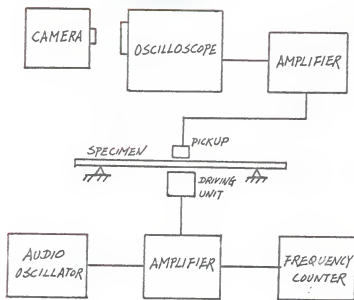 CAMERA
OSCILLOSCOPE
AMPLIFIER
PICKUP
SPECIMEN
DRIVING
UNIT
AUDIO
OSCILLATOR
AMPLIFIER
FREQUENCY
COUNTER